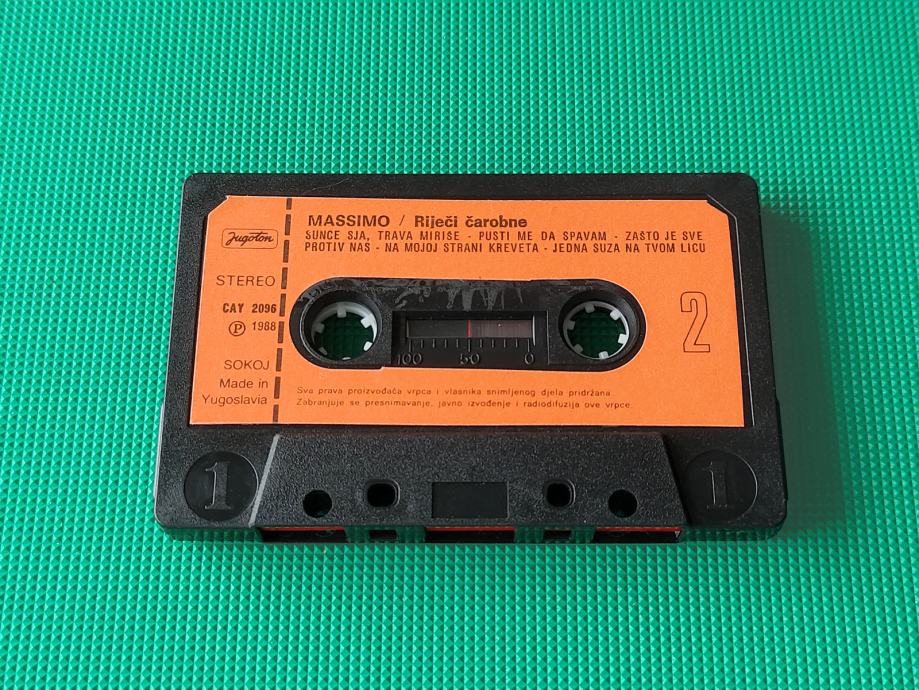 MASSIMO / Riječi čarobne
SUNCE SJA, TRAVA MIRIŠE - PUSTI ME DA SPAVAM - ZAŠTO JE SVE
PROTIV NAS - NA MOJOJ STRANI KREVETA - JEDNA SUZA NA TVOM LICU
Jugoton
STEREO
CAY 2096
Ⓟ 1988
SOKOJ
Made in
Yugoslavia
2
100 50 0
Sva prava proizvođača vrpca i vlasnika snimljenog djela pridržana
Zabranjuje se presnimavanje, javno izvođenje i radiodifuzija ove vrpce.
1
1